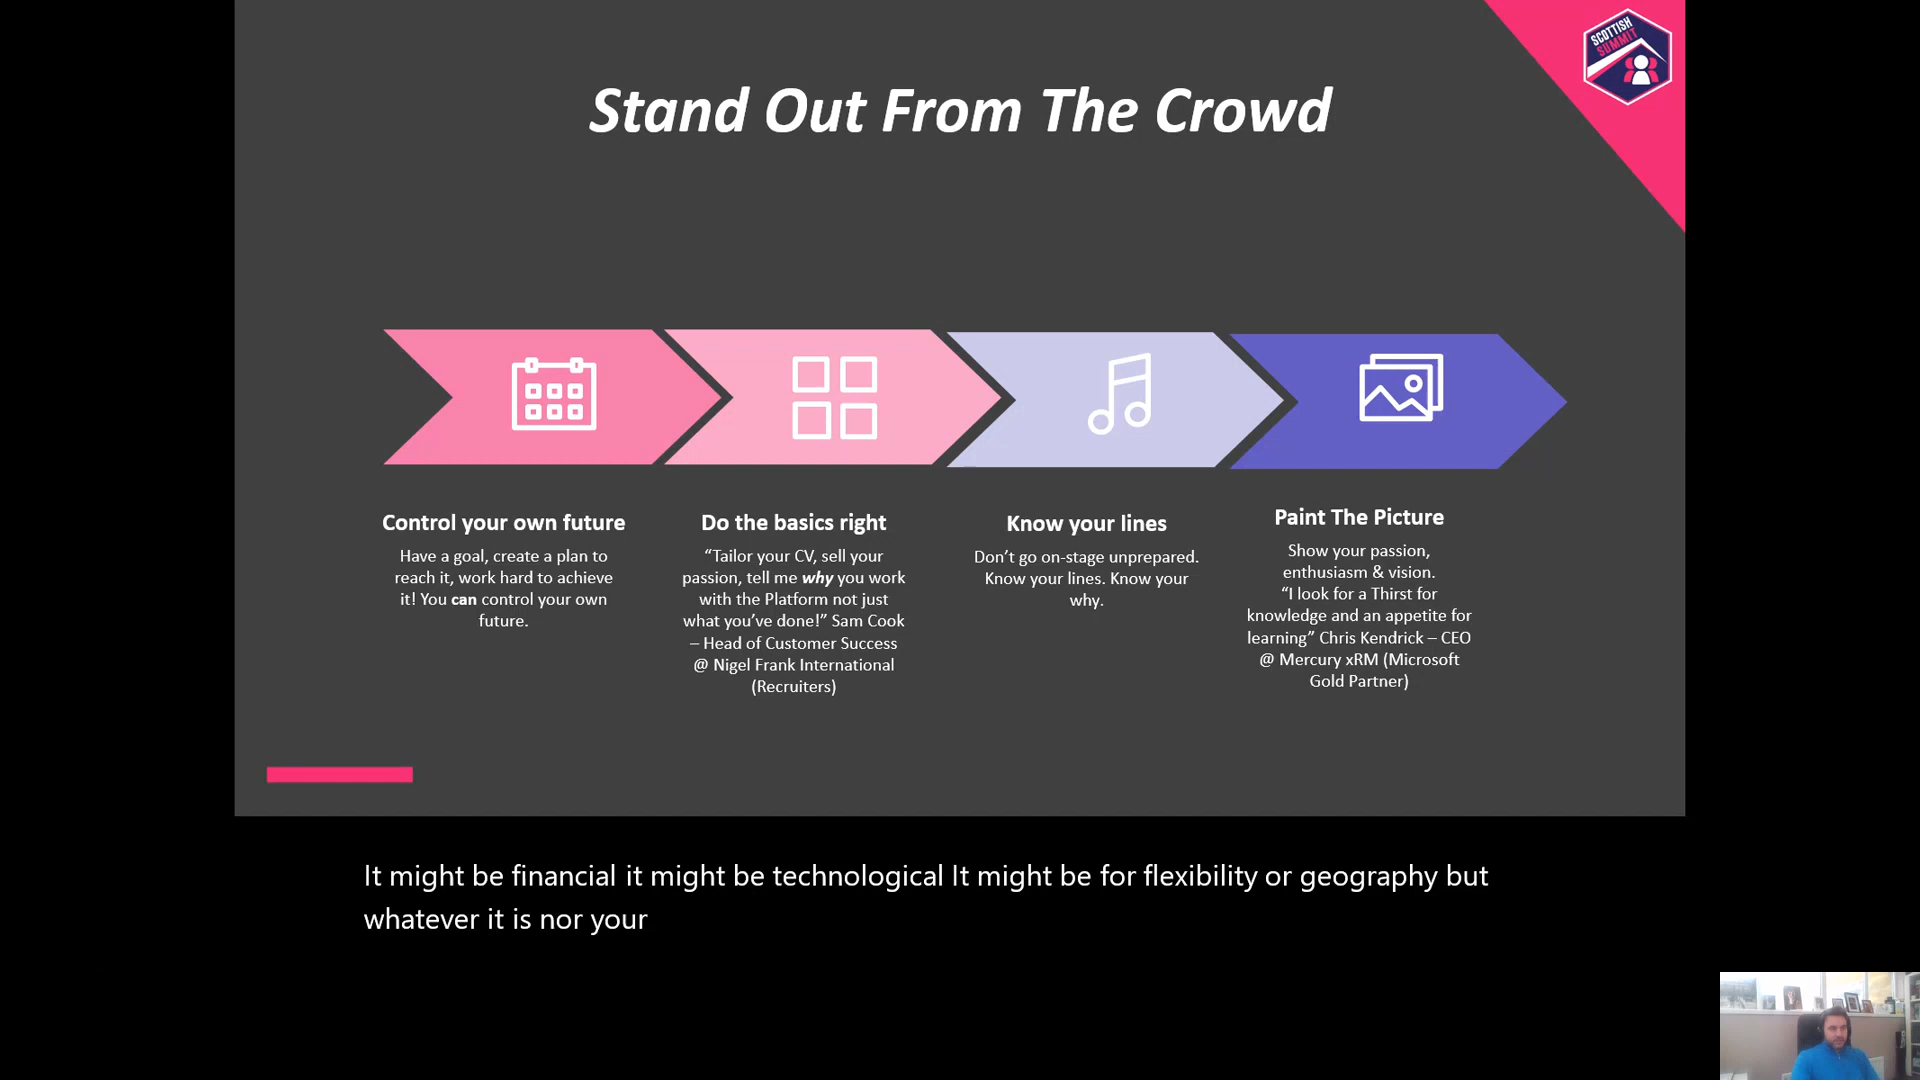 SCOTTISH
SUMMIT
Stand Out From The Crowd
Control your own future
Have a goal, create a plan to
reach it, work hard to achieve
it! You can control your own
future.
Do the basics right
“Tailor your CV, sell your
passion, tell me why you work
with the Platform not just
what you’ve done!” Sam Cook
– Head of Customer Success
@ Nigel Frank International
(Recruiters)
Know your lines
Don’t go on-stage unprepared.
Know your lines. Know your
why.
Paint The Picture
Show your passion,
enthusiasm & vision.
“I look for a Thirst for
knowledge and an appetite for
learning” Chris Kendrick – CEO
@ Mercury xRM (Microsoft
Gold Partner)
It might be financial it might be technological It might be for flexibility or geography but
whatever it is nor your